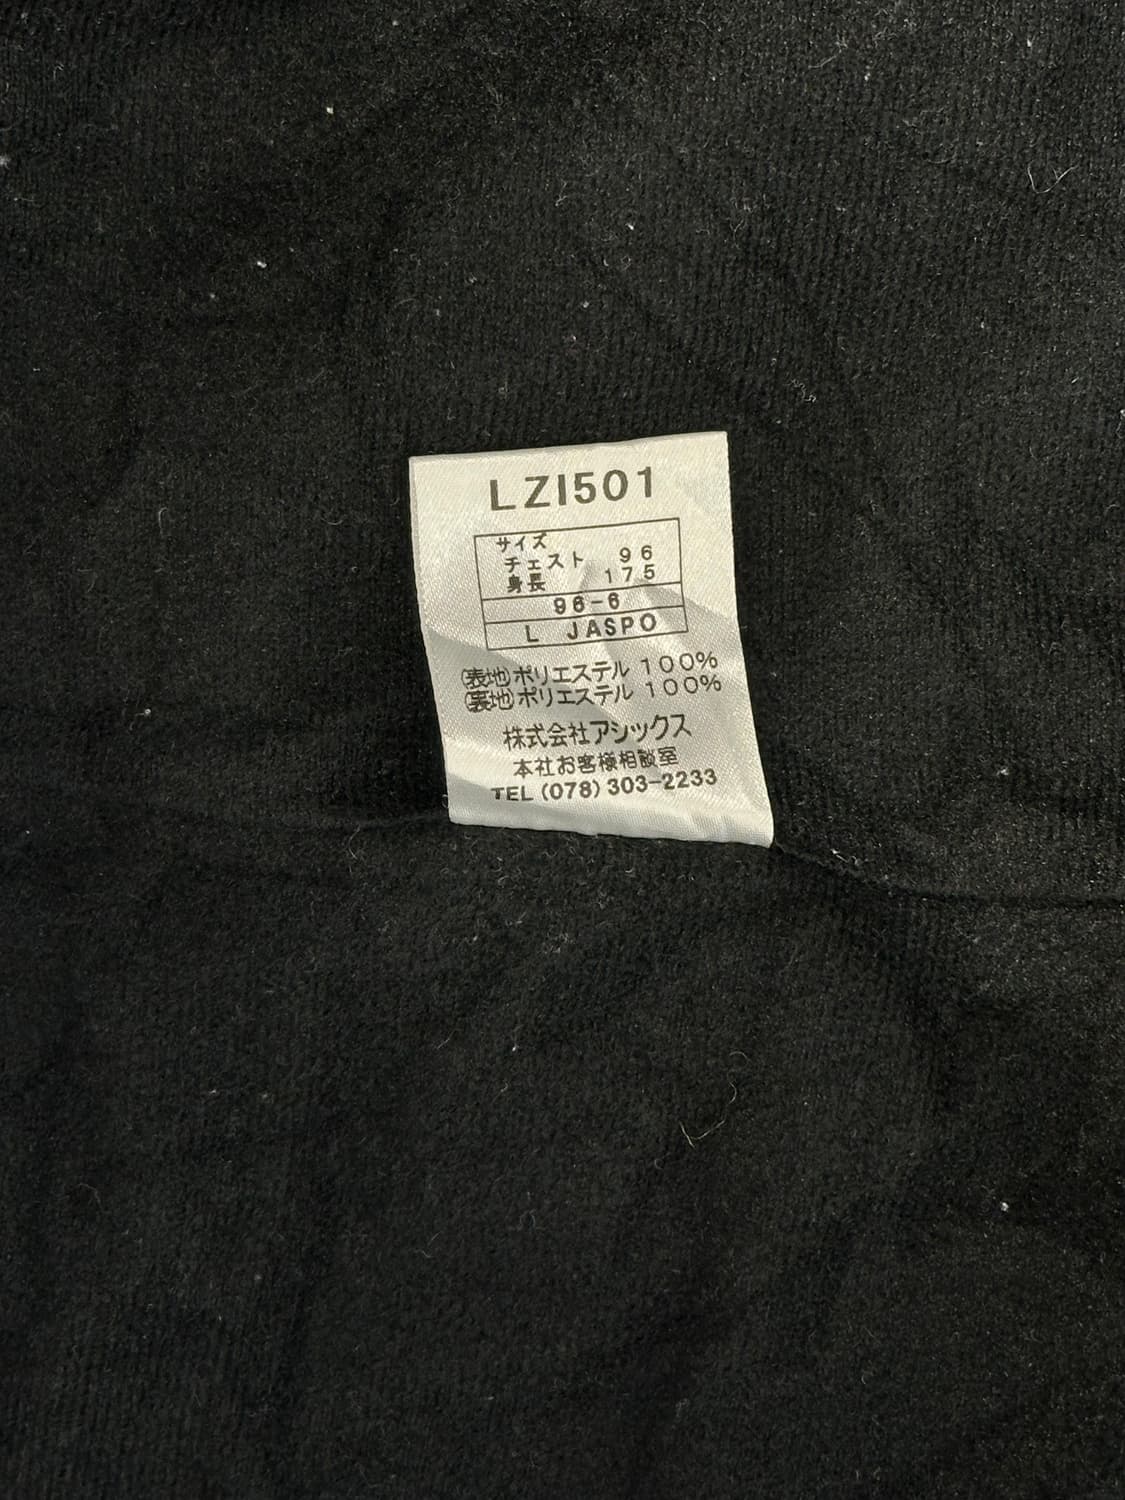 LZI501
サイズ
チェスト 96
身長 175
96-6
L JASPO
(表地)ポリエステル 100%
(裏地)ポリエステル 100%
株式会社アシックス
本社お客様相談室
TEL (078) 303-2233